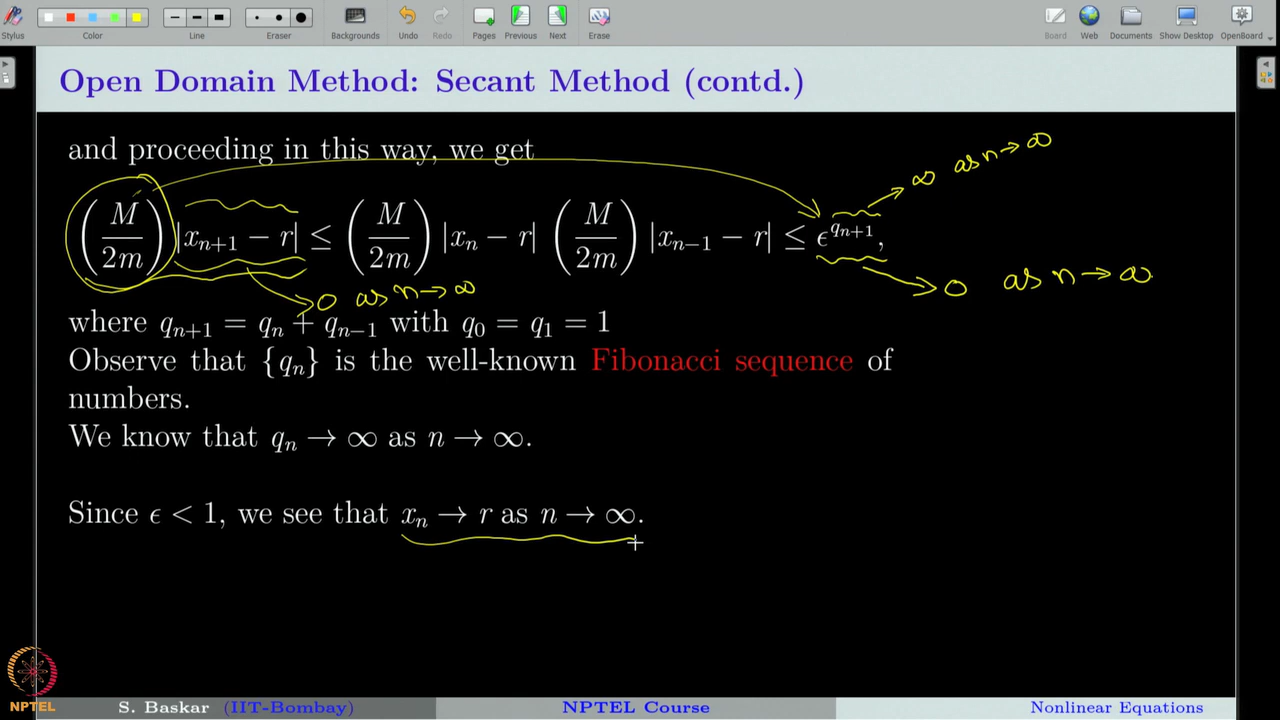 Stylus Color Line Eraser Backgrounds Undo Redo Pages Previous Next Erase Board Web Documents Show Desktop OpenBoard
Open Domain Method: Secant Method (contd.)
and proceeding in this way, we get
∞ as n→∞
(M/2m) |x_{n+1} − r| ≤ (M/2m) |x_n − r| (M/2m) |x_{n−1} − r| ≤ ϵ^{q_{n+1}},
0 as n→∞
0 as n→∞
where q_{n+1} = q_n + q_{n−1} with q_0 = q_1 = 1
Observe that {q_n} is the well-known Fibonacci sequence of
numbers.
We know that q_n → ∞ as n → ∞.
Since ϵ < 1, we see that x_n → r as n → ∞.
NPTEL
S. Baskar (IIT-Bombay) NPTEL Course Nonlinear Equations